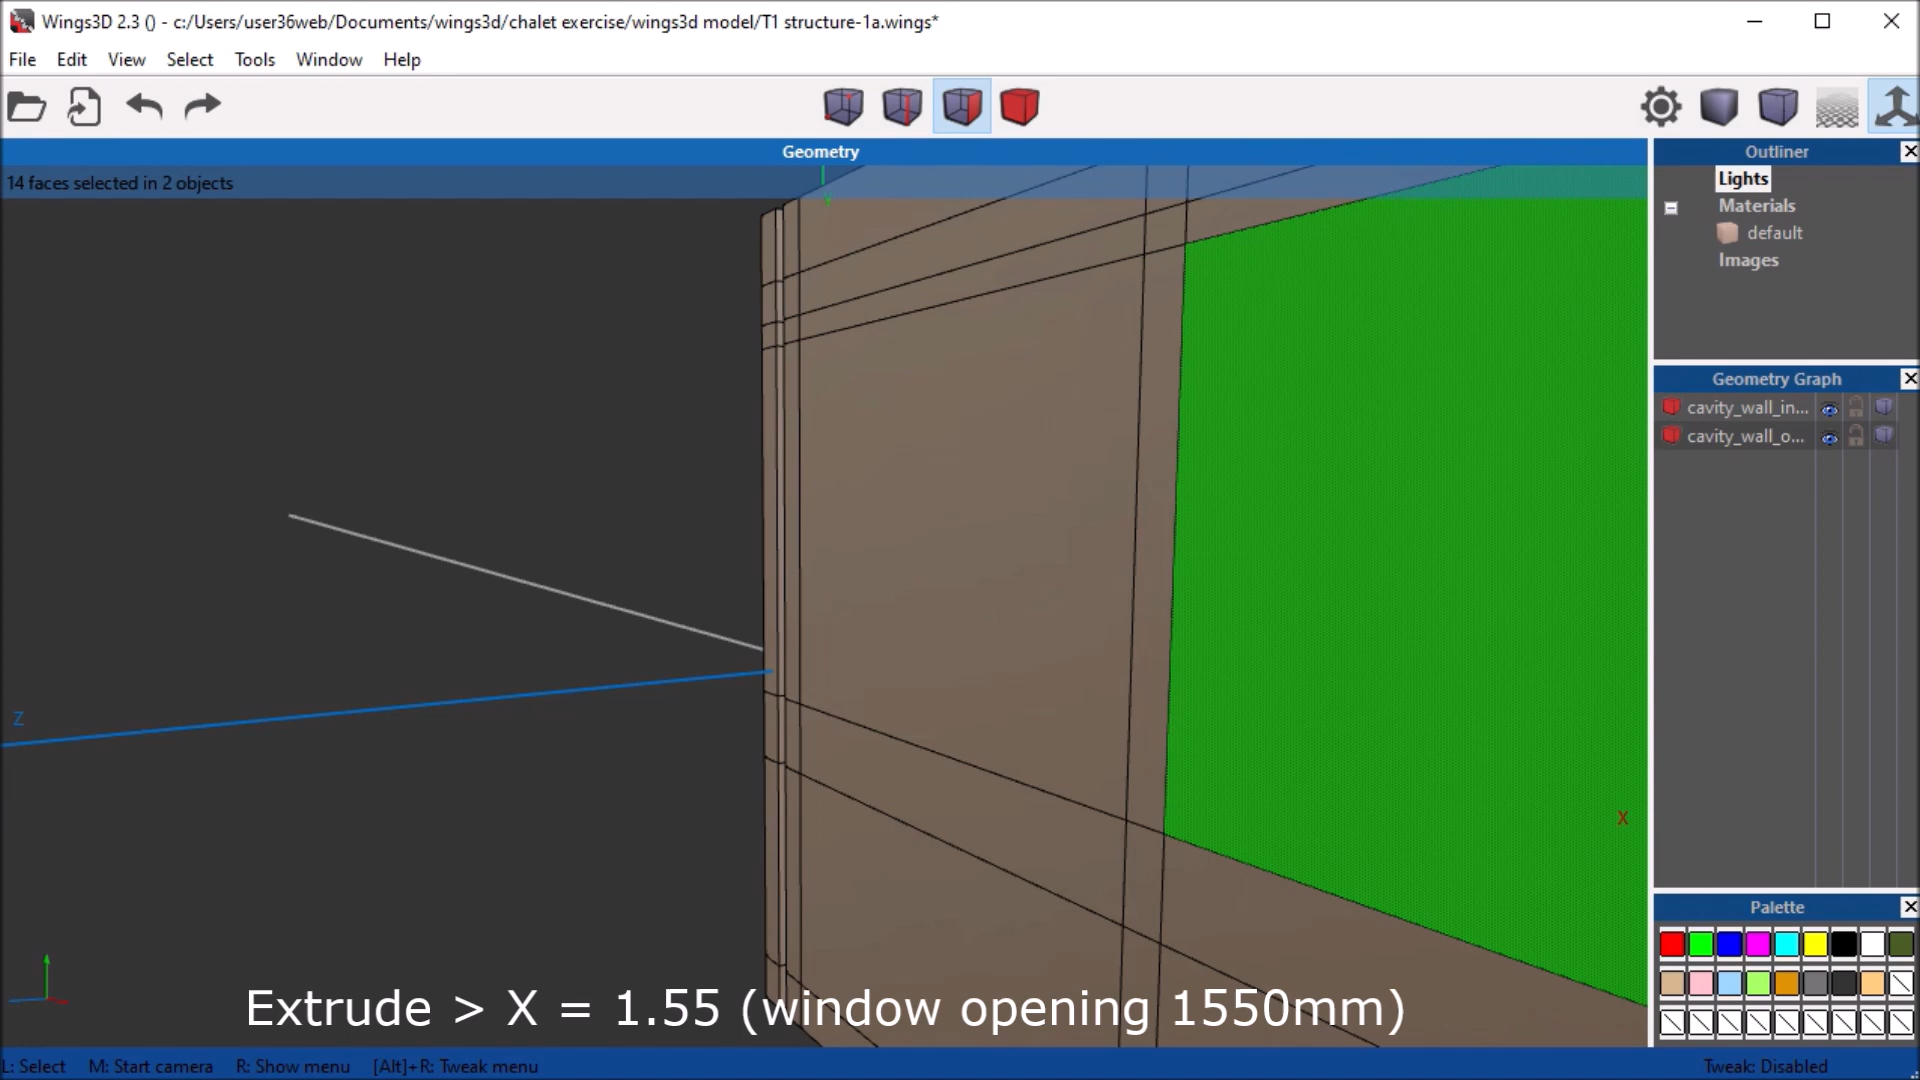 Wings3D 2.3 () - c:/Users/user36web/Documents/wings3d/chalet exercise/wings3d model/T1 structure-1a.wings*
File Edit View Select Tools Window Help
Geometry
14 faces selected in 2 objects
Outliner
Lights
Materials
default
Images
Geometry Graph
cavity_wall_in...
cavity_wall_o...
Z
X
Palette
Extrude > X = 1.55 (window opening 1550mm)
L: Select M: Start camera R: Show menu [Alt]+R: Tweak menu
Tweak: Disabled